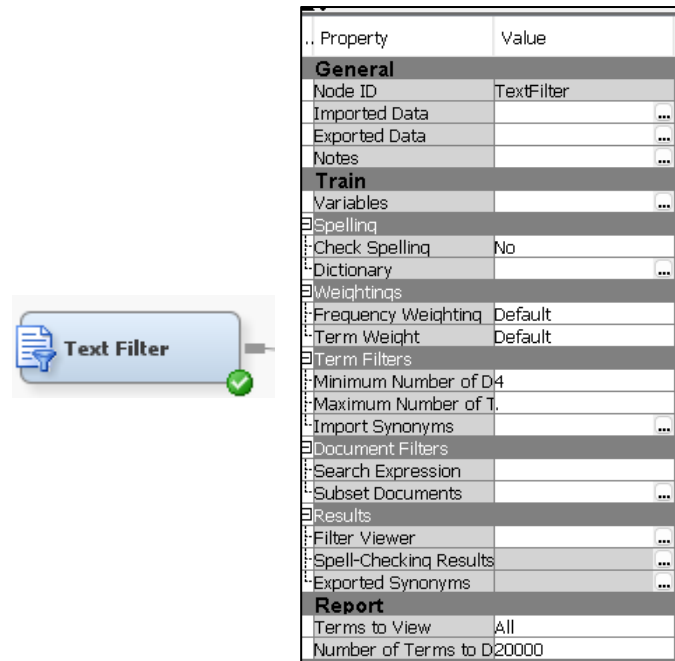 Text Filter
.. Property Value
General
Node ID TextFilter
Imported Data ...
Exported Data ...
Notes ...
Train
Variables ...
Spelling
Check Spelling No
Dictionary ...
Weightings
Frequency Weighting Default
Term Weight Default
Term Filters
Minimum Number of D 4
Maximum Number of T .
Import Synonyms ...
Document Filters
Search Expression
Subset Documents ...
Results
Filter Viewer ...
Spell-Checking Results ...
Exported Synonyms ...
Report
Terms to View All
Number of Terms to D 20000